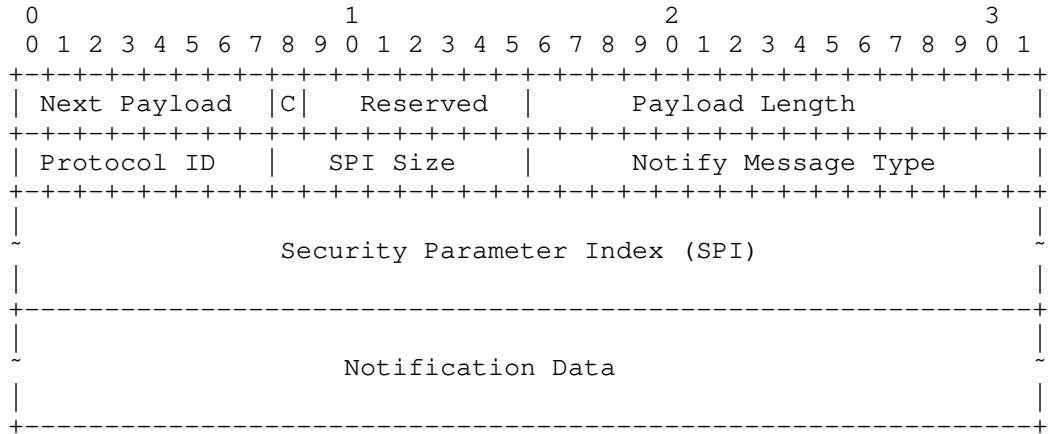 0                   1                   2                   3
0 1 2 3 4 5 6 7 8 9 0 1 2 3 4 5 6 7 8 9 0 1 2 3 4 5 6 7 8 9 0 1
+-+-+-+-+-+-+-+-+-+-+-+-+-+-+-+-+-+-+-+-+-+-+-+-+-+-+-+-+-+-+-+-+
| Next Payload  |C|   Reserved  |      Payload Length           |
+-+-+-+-+-+-+-+-+-+-+-+-+-+-+-+-+-+-+-+-+-+-+-+-+-+-+-+-+-+-+-+-+
| Protocol ID   |   SPI Size    |      Notify Message Type      |
+-+-+-+-+-+-+-+-+-+-+-+-+-+-+-+-+-+-+-+-+-+-+-+-+-+-+-+-+-+-+-+-+
|                                                               |
~                Security Parameter Index (SPI)                 ~
|                                                               |
+---------------------------------------------------------------+
|                                                               |
~                    Notification Data                          ~
|                                                               |
+---------------------------------------------------------------+